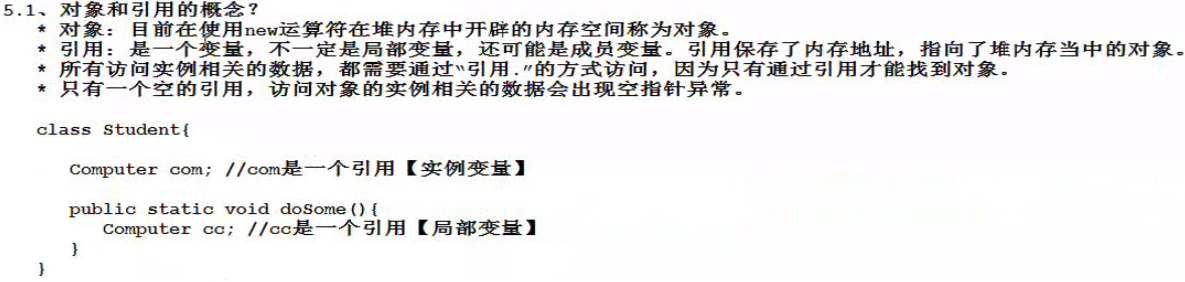 5.1、对象和引用的概念？
* 对象：目前在使用new运算符在堆内存中开辟的内存空间称为对象。
* 引用：是一个变量，不一定是局部变量，还可能是成员变量。引用保存了内存地址，指向了堆内存当中的对象。
* 所有访问实例相关的数据，都需要通过“引用.”的方式访问，因为只有通过引用才能找到对象。
* 只有一个空的引用，访问对象的实例相关的数据会出现空指针异常。
class Student{
Computer com; //com是一个引用【实例变量】
public static void doSome(){
Computer cc; //cc是一个引用【局部变量】
}
}